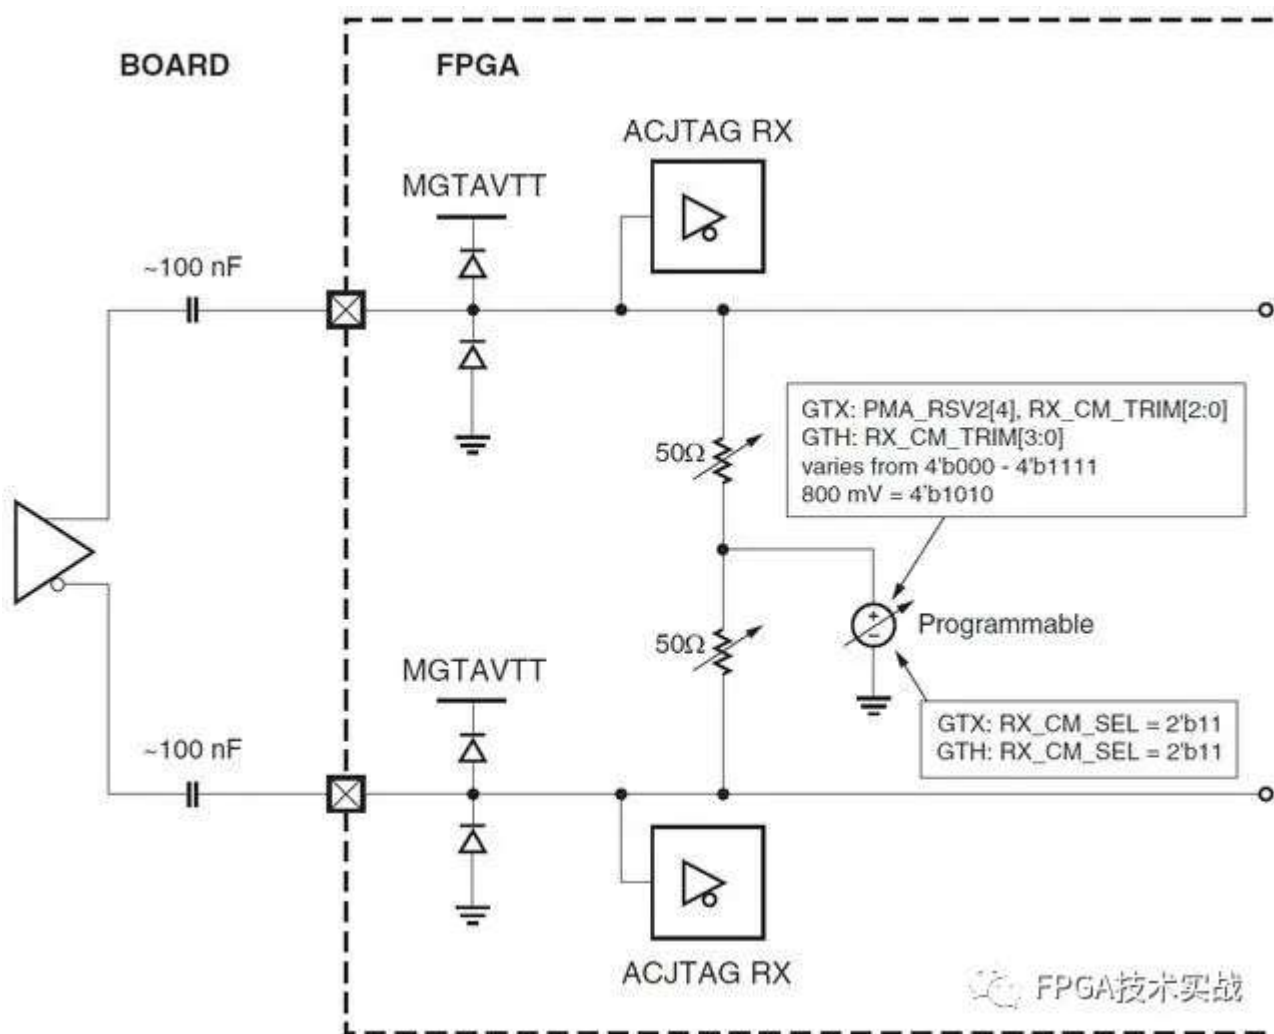 BOARD
FPGA
ACJTAG RX
MGTAVTT
~100 nF
GTX: PMA_RSV2[4], RX_CM_TRIM[2:0]
GTH: RX_CM_TRIM[3:0]
varies from 4'b000 - 4'b1111
800 mV = 4'b1010
50Ω
+
−
Programmable
50Ω
MGTAVTT
GTX: RX_CM_SEL = 2'b11
GTH: RX_CM_SEL = 2'b11
~100 nF
ACJTAG RX
FPGA技术实战